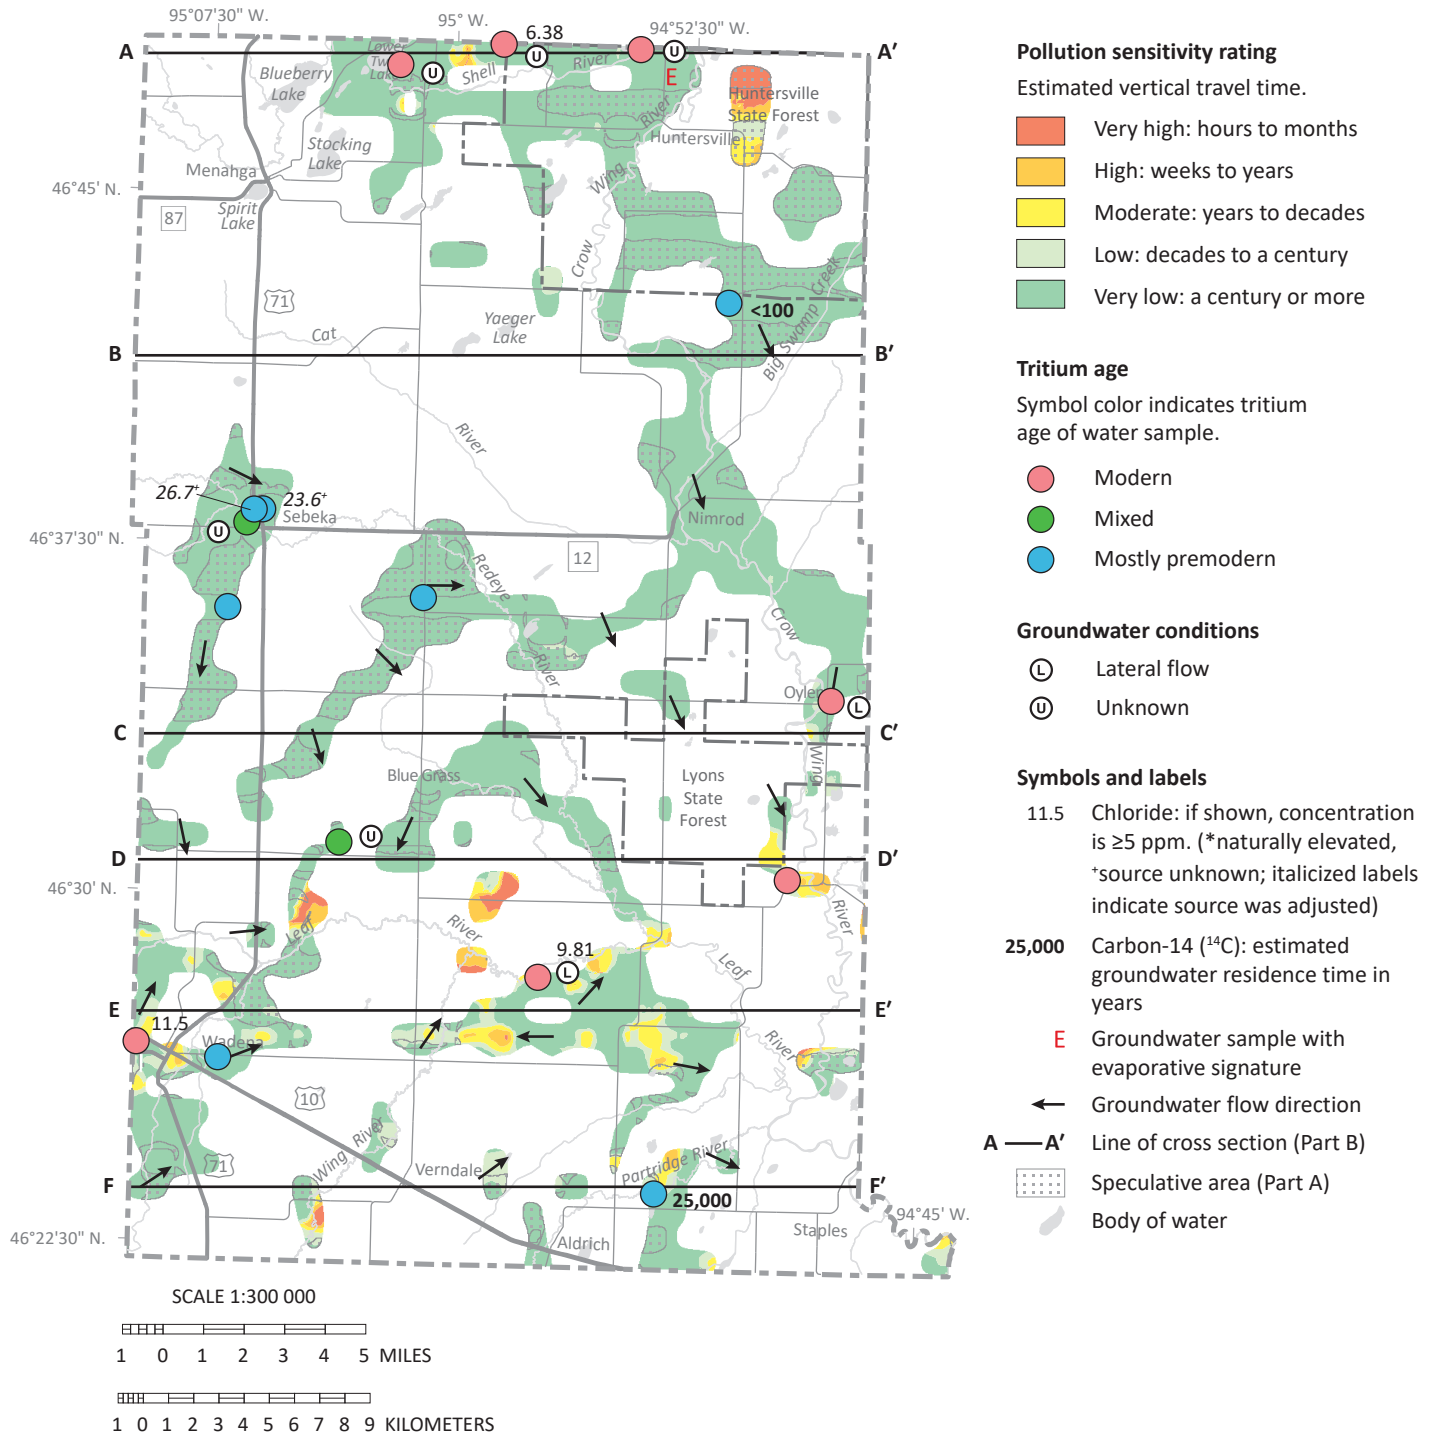 95°07'30" W.
95° W.
94°52'30" W.
A
A'
6.38
Lower
Twin
Lake
U
U
U
E
Shell
River
Blueberry
Lake
Huntersville
State Forest
River
Huntersville
Stocking
Lake
Menahga
46°45' N.
87
Spirit
Lake
Wing
Crow
71
Creek
Swamp
Big
<100
Yaeger
Lake
Cat
B
B'
River
26.7+
23.6+
Sebeka
U
Nimrod
46°37'30" N.
12
Redeye
River
Crow
Oylen
L
C
C'
Wing
Blue Grass
Lyons
State
Forest
U
D
D'
46°30' N.
River
Leaf
River
9.81
L
Leaf
E
E'
11.5
Wadena
River
10
Wing River
71
Verndale
Partridge River
F
F'
25,000
94°45' W.
Staples
46°22'30" N.
Aldrich
SCALE 1:300 000
1 0 1 2 3 4 5 MILES
1 0 1 2 3 4 5 6 7 8 9 KILOMETERS
Pollution sensitivity rating
Estimated vertical travel time.
Very high: hours to months
High: weeks to years
Moderate: years to decades
Low: decades to a century
Very low: a century or more
Tritium age
Symbol color indicates tritium
age of water sample.
Modern
Mixed
Mostly premodern
Groundwater conditions
L Lateral flow
U Unknown
Symbols and labels
11.5 Chloride: if shown, concentration
is ≥5 ppm. (*naturally elevated,
+source unknown; italicized labels
indicate source was adjusted)
25,000 Carbon-14 (14C): estimated
groundwater residence time in
years
E Groundwater sample with
evaporative signature
Groundwater flow direction
A — A' Line of cross section (Part B)
Speculative area (Part A)
Body of water